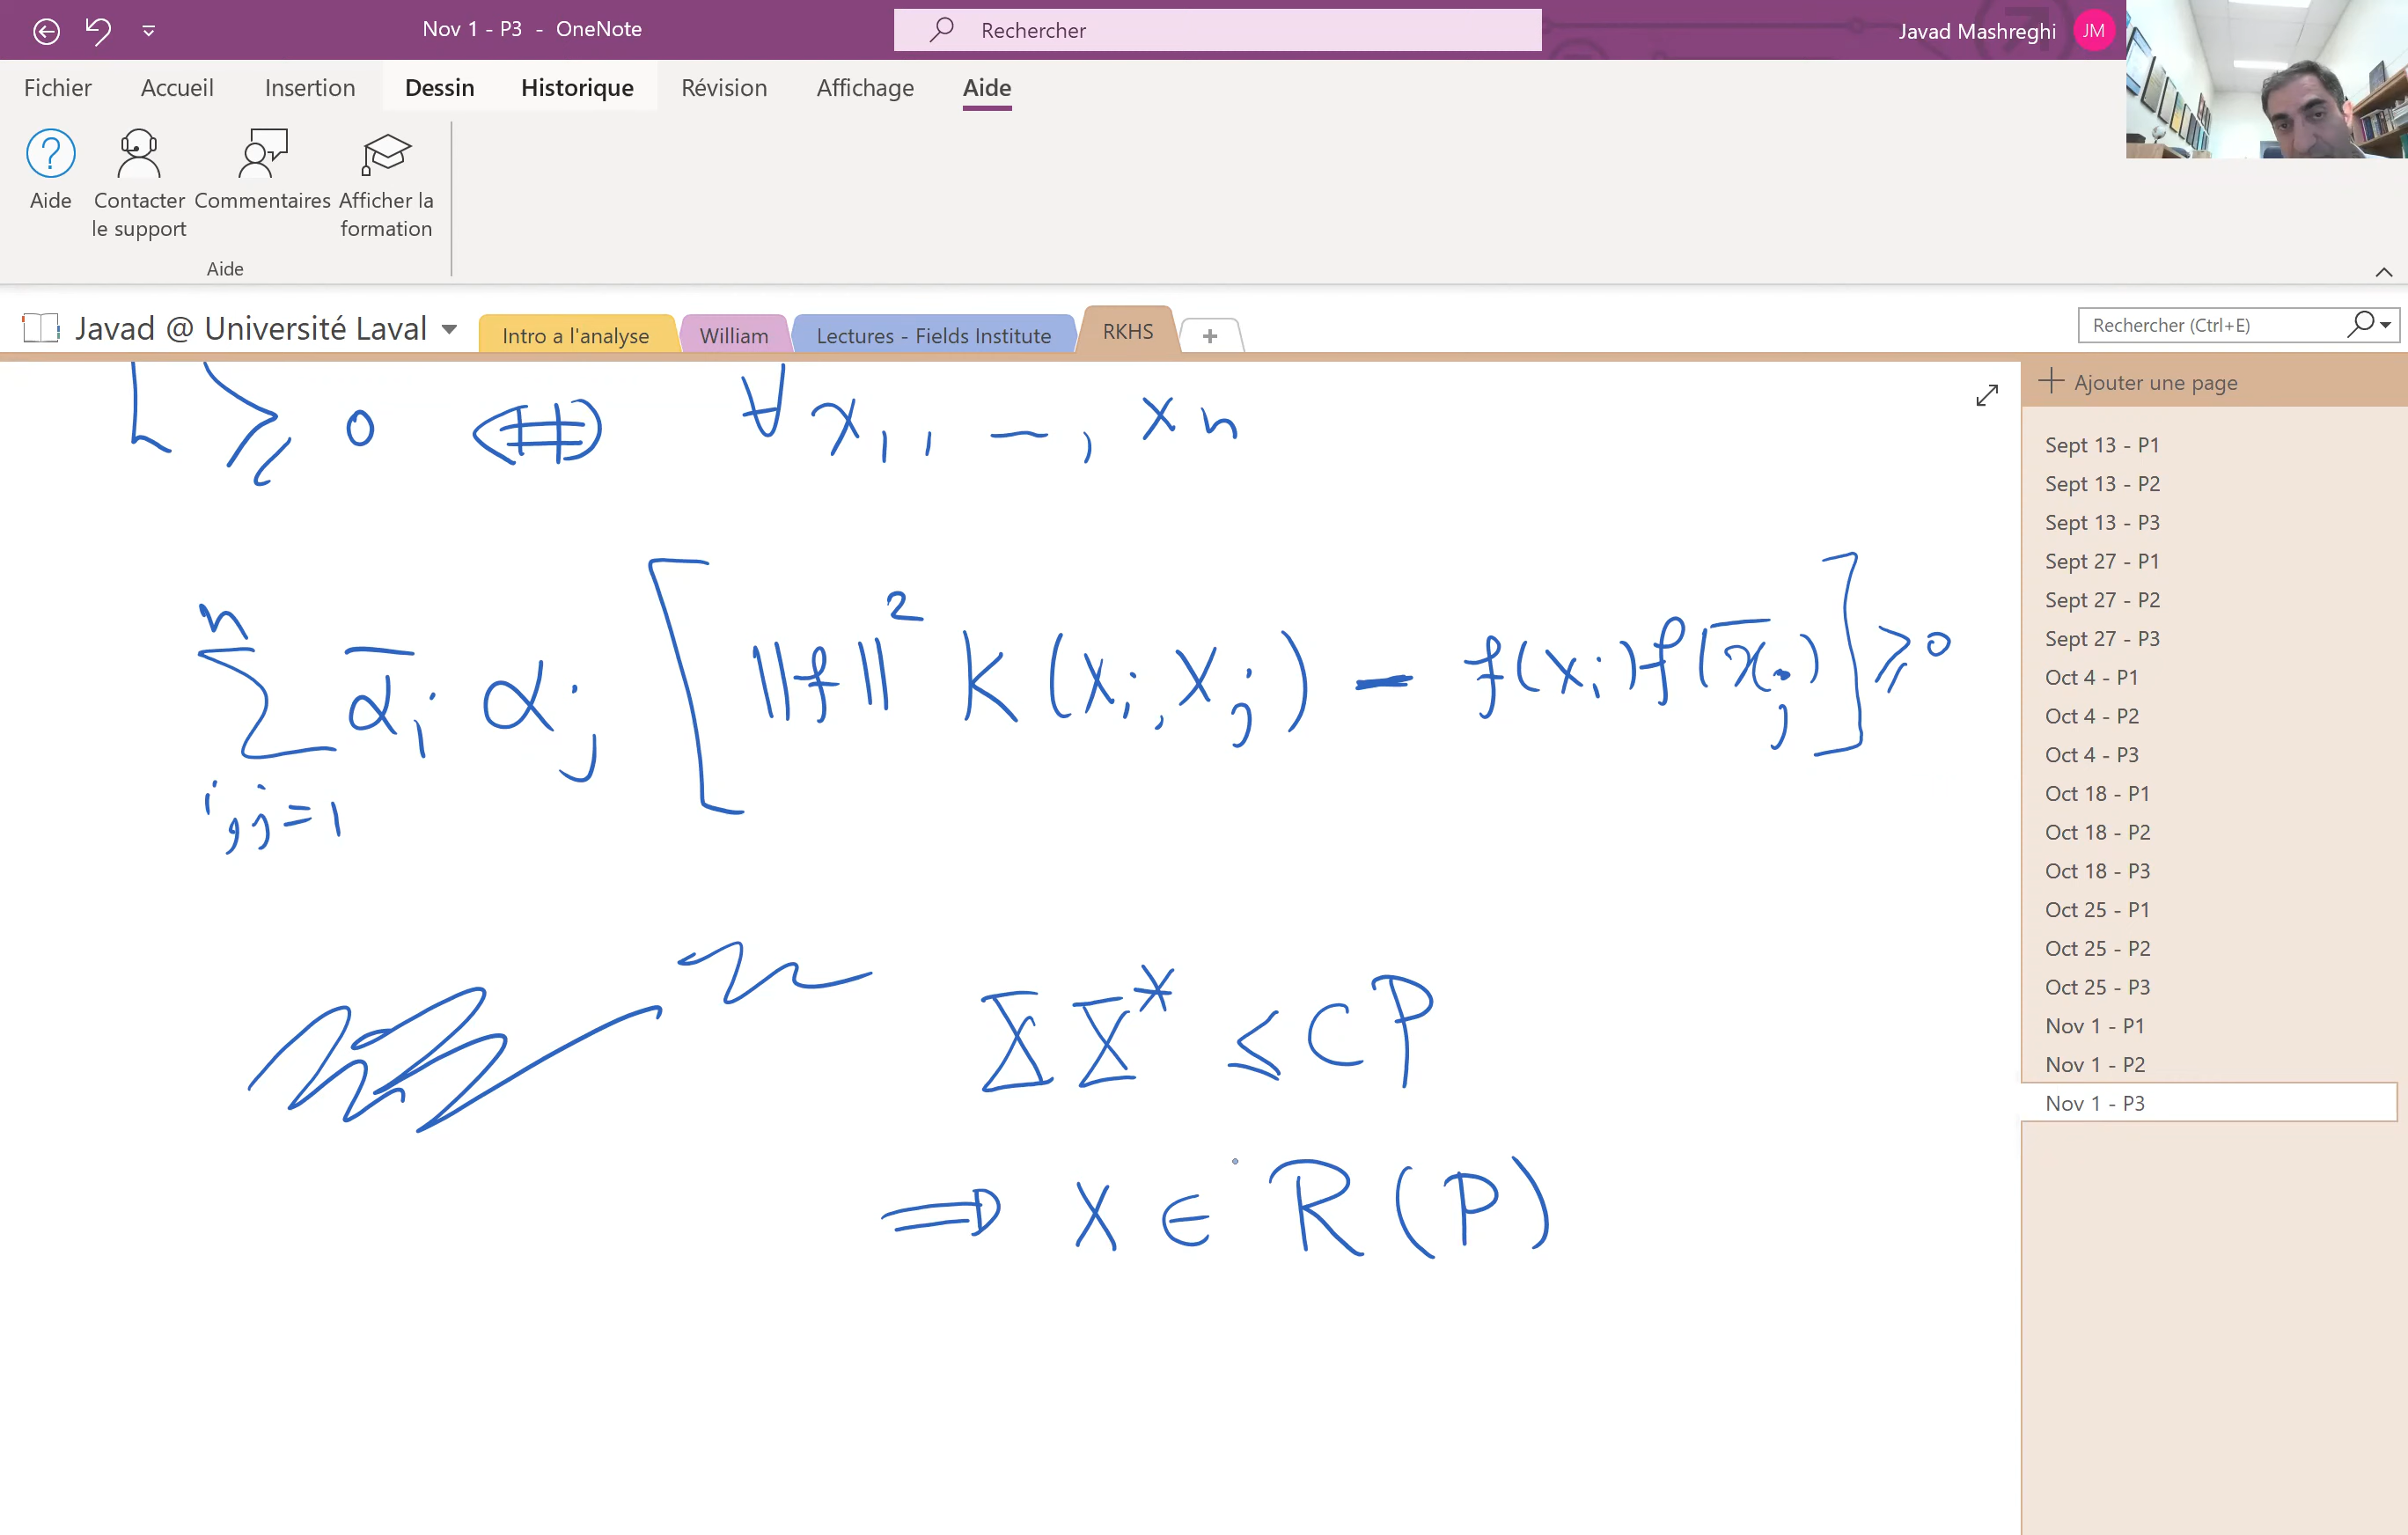 Nov 1 - P3 - OneNote
Rechercher
Javad Mashreghi JM
Fichier Accueil Insertion Dessin Historique Révision Affichage Aide
Aide
Contacter le support
Commentaires
Afficher la formation
Aide
Javad @ Université Laval
Intro a l'analyse
William
Lectures - Fields Institute
RKHS
+
Rechercher (Ctrl+E)
Ajouter une page
Sept 13 - P1
Sept 13 - P2
Sept 13 - P3
Sept 27 - P1
Sept 27 - P2
Sept 27 - P3
Oct 4 - P1
Oct 4 - P2
Oct 4 - P3
Oct 18 - P1
Oct 18 - P2
Oct 18 - P3
Oct 25 - P1
Oct 25 - P2
Oct 25 - P3
Nov 1 - P1
Nov 1 - P2
Nov 1 - P3
L ⩾ 0 ⟺ ∀ x₁, —, xn
∑ⁿ i,j=1 ᾱi αj [ ‖f‖² K(xi, xj) - f(xi) f(x̄j) ] ⩾ 0
X X* ≤ C P
⟹ X ∈ R(P)